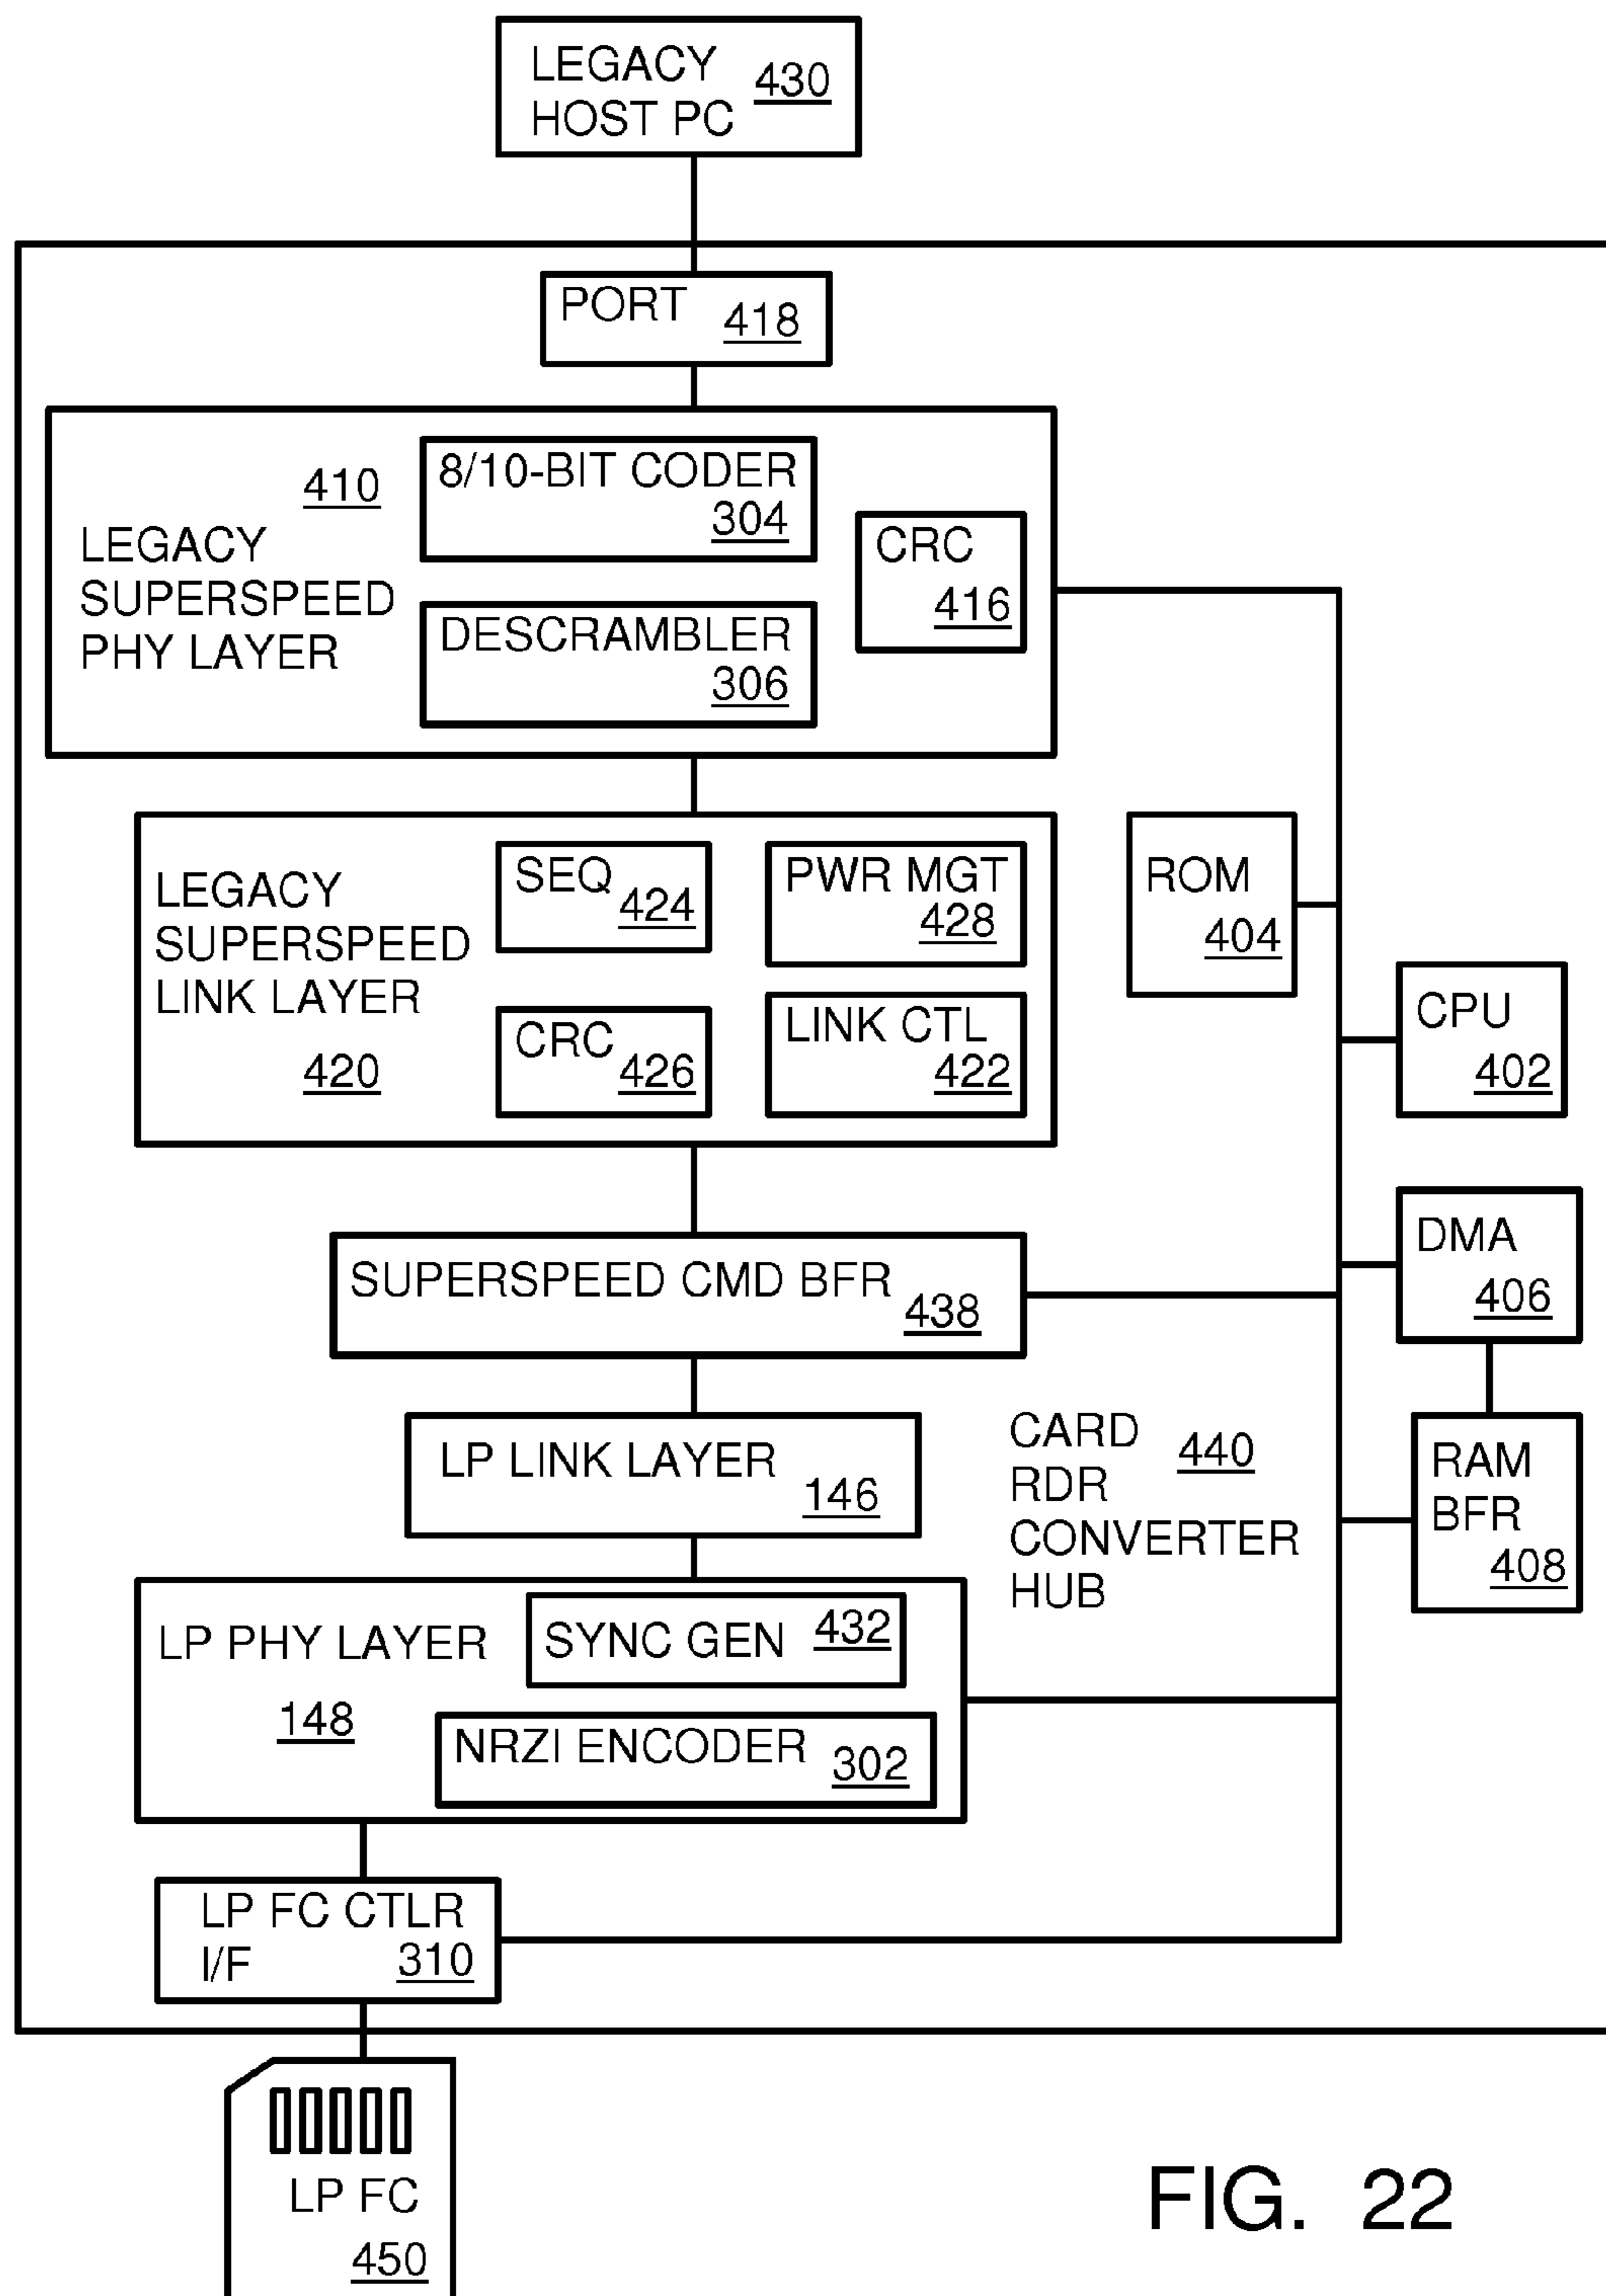 LEGACY
HOST PC
430
PORT
418
410
LEGACY
SUPERSPEED
PHY LAYER
8/10-BIT CODER
304
DESCRAMBLER
306
CRC
416
LEGACY
SUPERSPEED
LINK LAYER
420
SEQ
424
PWR MGT
428
CRC
426
LINK CTL
422
ROM
404
CPU
402
DMA
406
RAM
BFR
408
SUPERSPEED CMD BFR
438
LP LINK LAYER
146
CARD
RDR
CONVERTER
HUB
440
LP PHY LAYER
148
SYNC GEN
432
NRZI ENCODER
302
LP FC CTLR
I/F
310
LP FC
450
FIG. 22